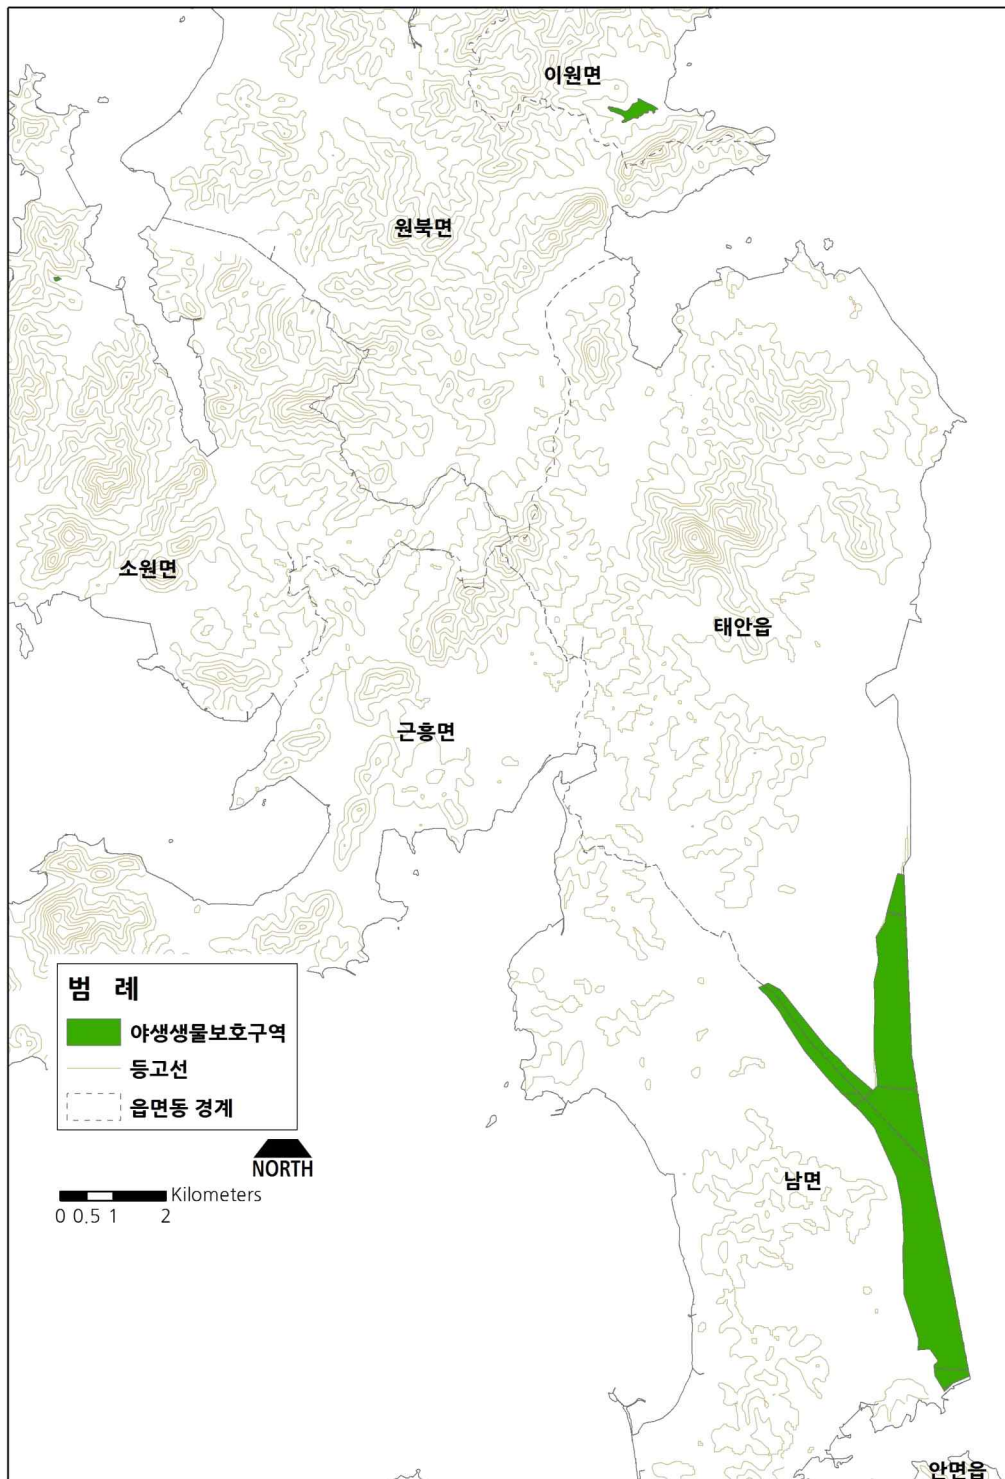 이원면
원북면
소원면
태안읍
근흥면
범 례
야생생물보호구역
등고선
읍면동 경계
NORTH
Kilometers
0 0.5 1 2
남면
안면읍